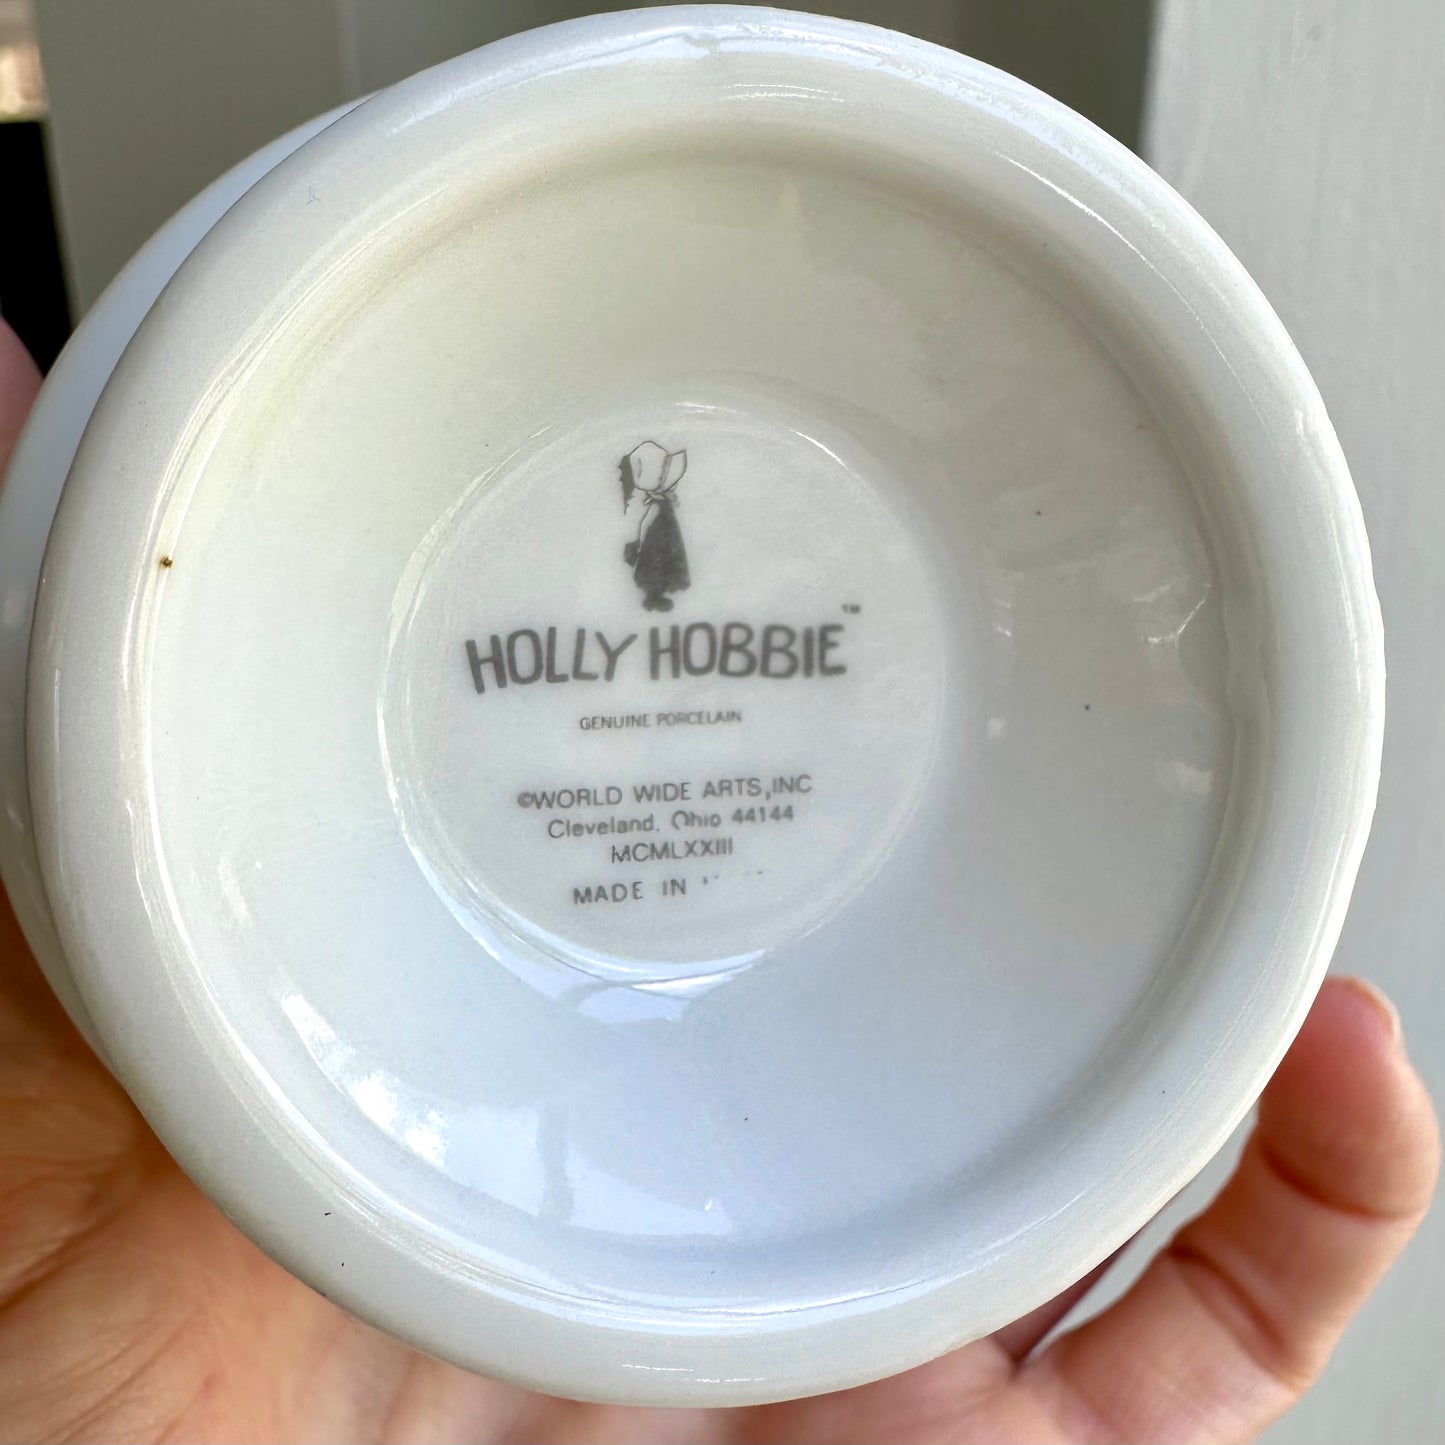 HOLLY HOBBIE™
GENUINE PORCELAIN
©WORLD WIDE ARTS,INC
Cleveland, Ohio 44144
MCMLXXIII
MADE IN